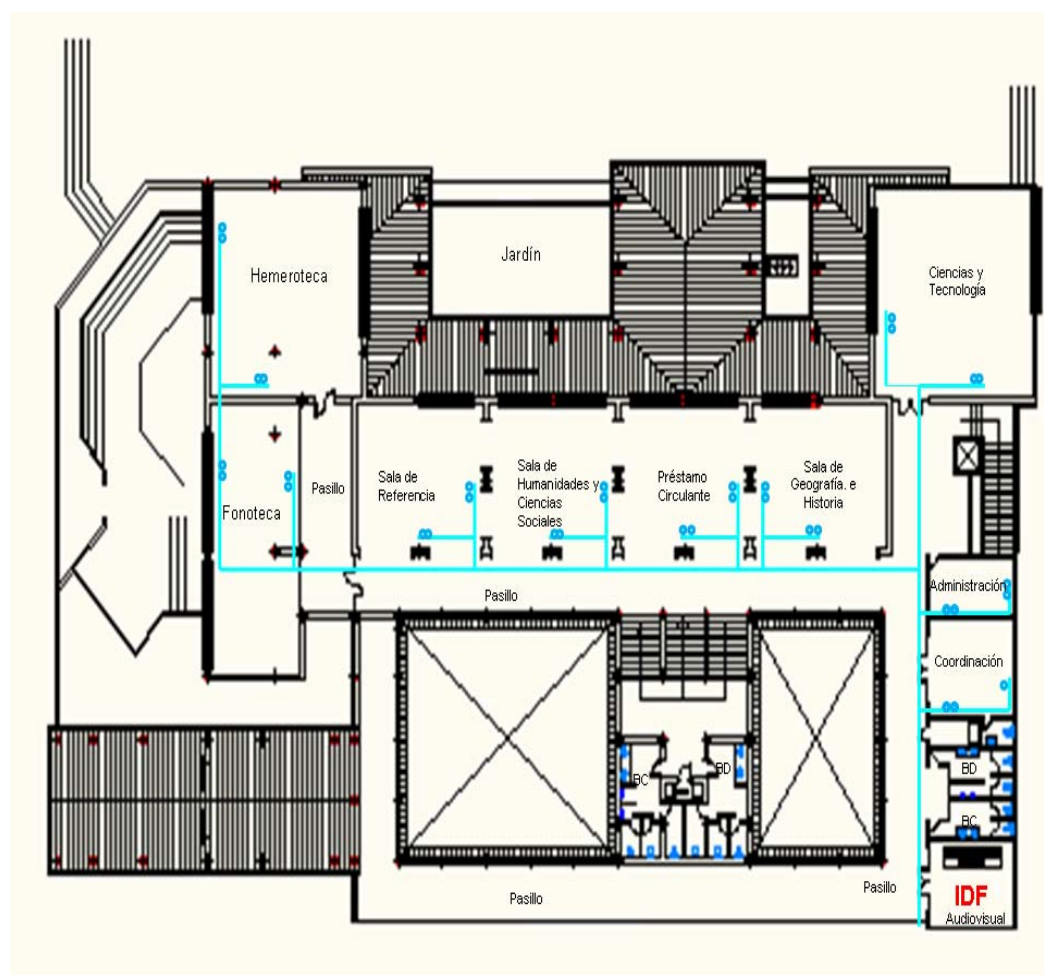 Jardín
Hemeroteca
Ciencias y
Tecnología
Sala de
Referencia
Sala de
Humanidades y
Ciencias
Sociales
Préstamo
Circulante
Sala de
Geografía. e
Historia
Pasillo
Fonoteca
Administración
Pasillo
Coordinación
BC
BD
BD
BC
Pasillo
Pasillo
IDF
Audiovisual